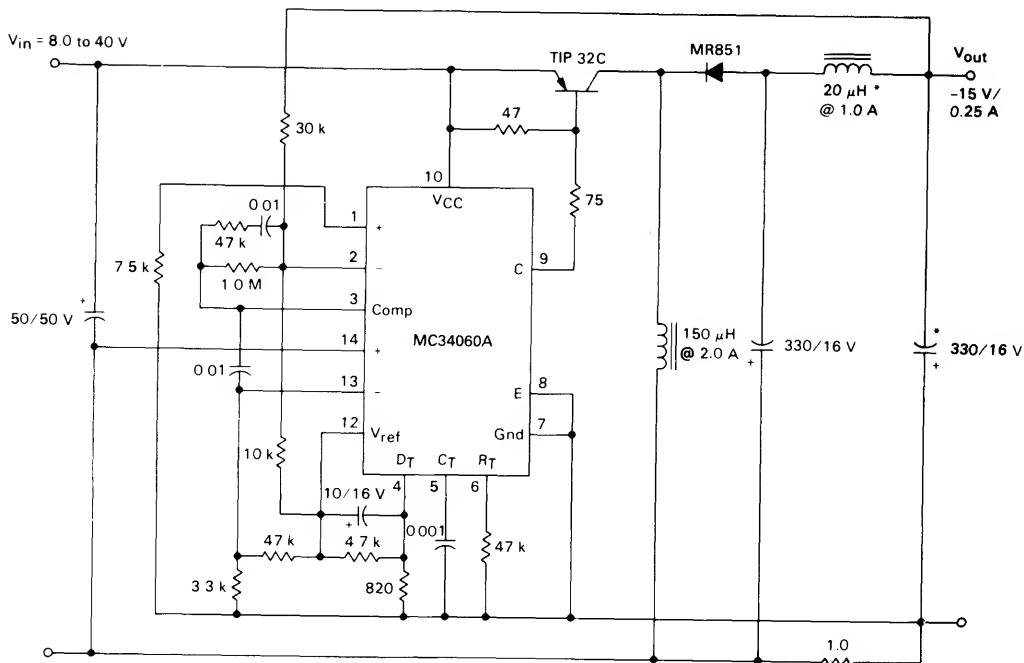 V_in = 8.0 to 40 V
TIP 32C
MR851
V_out
20 μH *
@ 1.0 A
-15 V/
0.25 A
47
30 k
10
V_CC
75
0 01
47 k
1
+
7 5 k
2
−
1 0 M
C
9
3
Comp
50/50 V
+
14
+
MC34060A
150 μH
@ 2.0 A
330/16 V
+
*
330/16 V
+
0 01
13
−
E
8
12
V_ref
Gnd
7
10 k
D_T
C_T
R_T
4
5
6
10/16 V
+
0 001
47 k
4 7 k
47 k
3 3 k
820
1.0